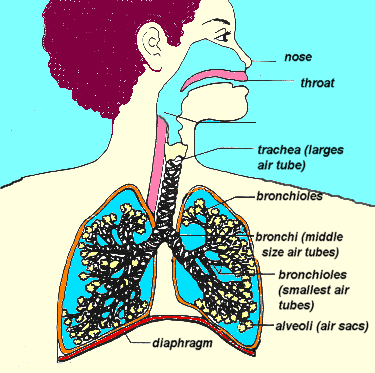 nose
throat
trachea (larges
air tube)
bronchioles
bronchi (middle
size air tubes)
bronchioles
(smallest air
tubes)
alveoli (air sacs)
diaphragm